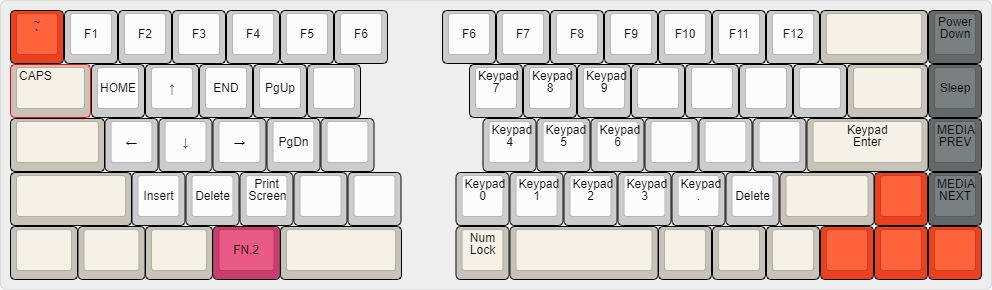 ~
`
F1 F2 F3 F4 F5 F6 F6 F7 F8 F9 F10 F11 F12 Power Down
CAPS HOME ↑ END PgUp Keypad 7 Keypad 8 Keypad 9 Sleep
← ↓ → PgDn Keypad 4 Keypad 5 Keypad 6 Keypad Enter MEDIA PREV
Insert Delete Print Screen Keypad 0 Keypad 1 Keypad 2 Keypad 3 Keypad . Delete MEDIA NEXT
FN.2 Num Lock